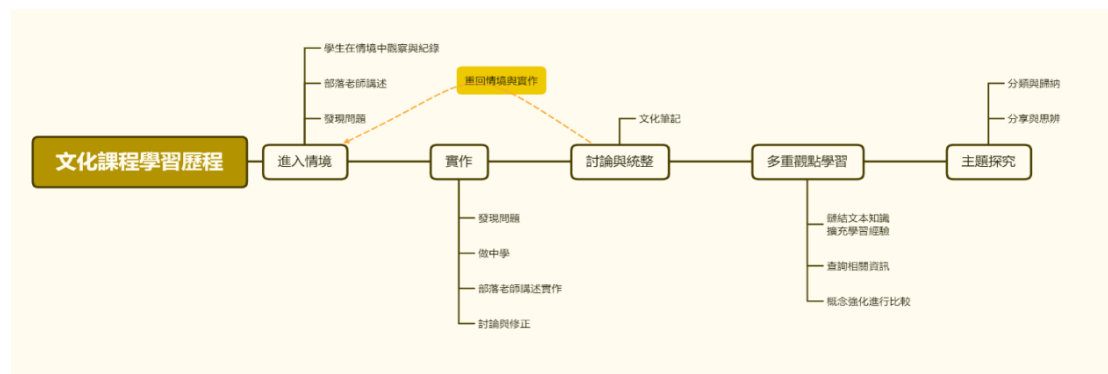 文化課程學習歷程
進入情境
學生在情境中觀察與紀錄
部落老師講述
發現問題
重回情境與實作
實作
發現問題
做中學
部落老師講述實作
討論與修正
討論與統整
文化筆記
多重觀點學習
鏈結文本知識
擴充學習經驗
查詢相關資訊
概念強化進行比較
主題探究
分類與歸納
分享與思辨